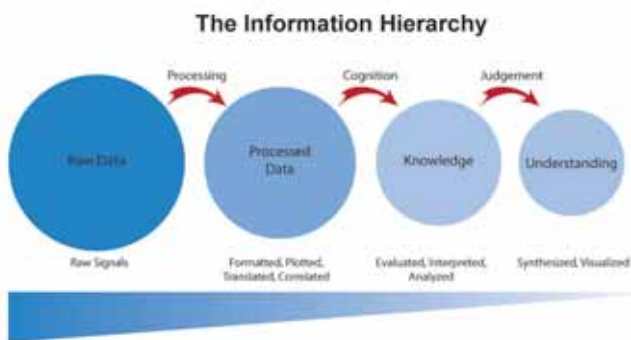 The Information Hierarchy
Processing
Cognition
Judgement
Raw Data
Processed
Data
Knowledge
Understanding
Raw Signals
Formatted, Plotted,
Translated, Correlated
Evaluated, Interpreted,
Analyzed
Synthesized, Visualized